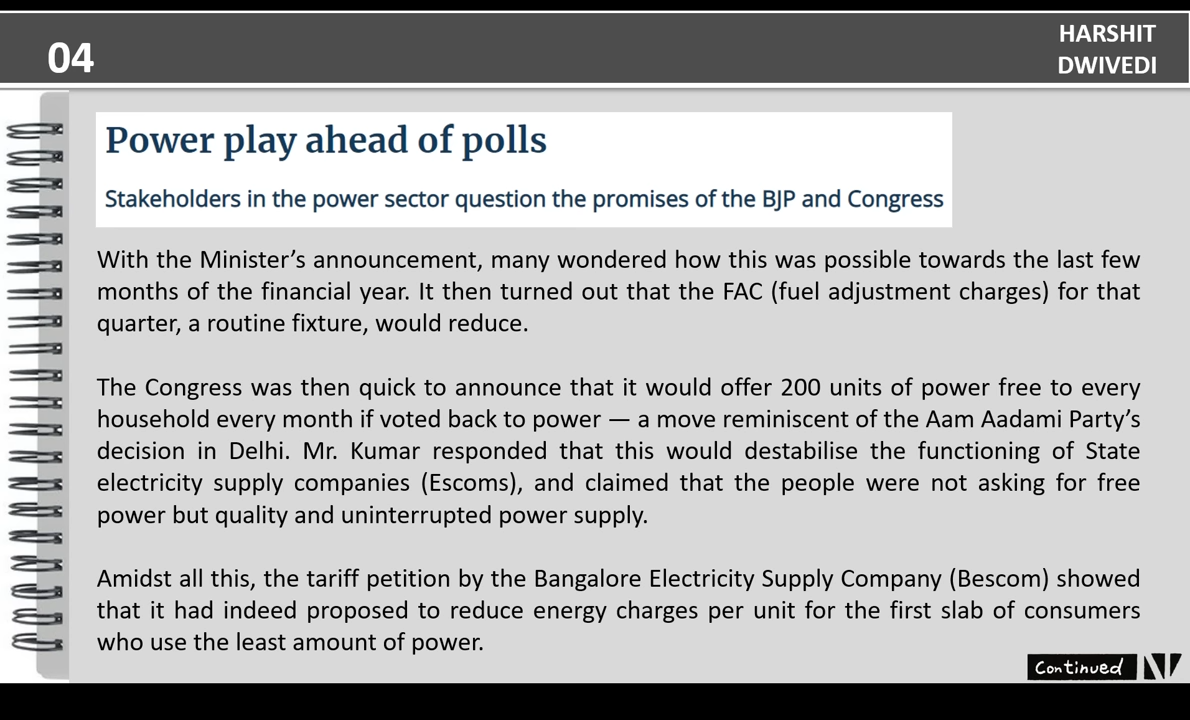 04
HARSHIT
DWIVEDI
Power play ahead of polls
Stakeholders in the power sector question the promises of the BJP and Congress
With the Minister’s announcement, many wondered how this was possible towards the last few
months of the financial year. It then turned out that the FAC (fuel adjustment charges) for that
quarter, a routine fixture, would reduce.
The Congress was then quick to announce that it would offer 200 units of power free to every
household every month if voted back to power — a move reminiscent of the Aam Aadami Party’s
decision in Delhi. Mr. Kumar responded that this would destabilise the functioning of State
electricity supply companies (Escoms), and claimed that the people were not asking for free
power but quality and uninterrupted power supply.
Amidst all this, the tariff petition by the Bangalore Electricity Supply Company (Bescom) showed
that it had indeed proposed to reduce energy charges per unit for the first slab of consumers
who use the least amount of power.
Continued